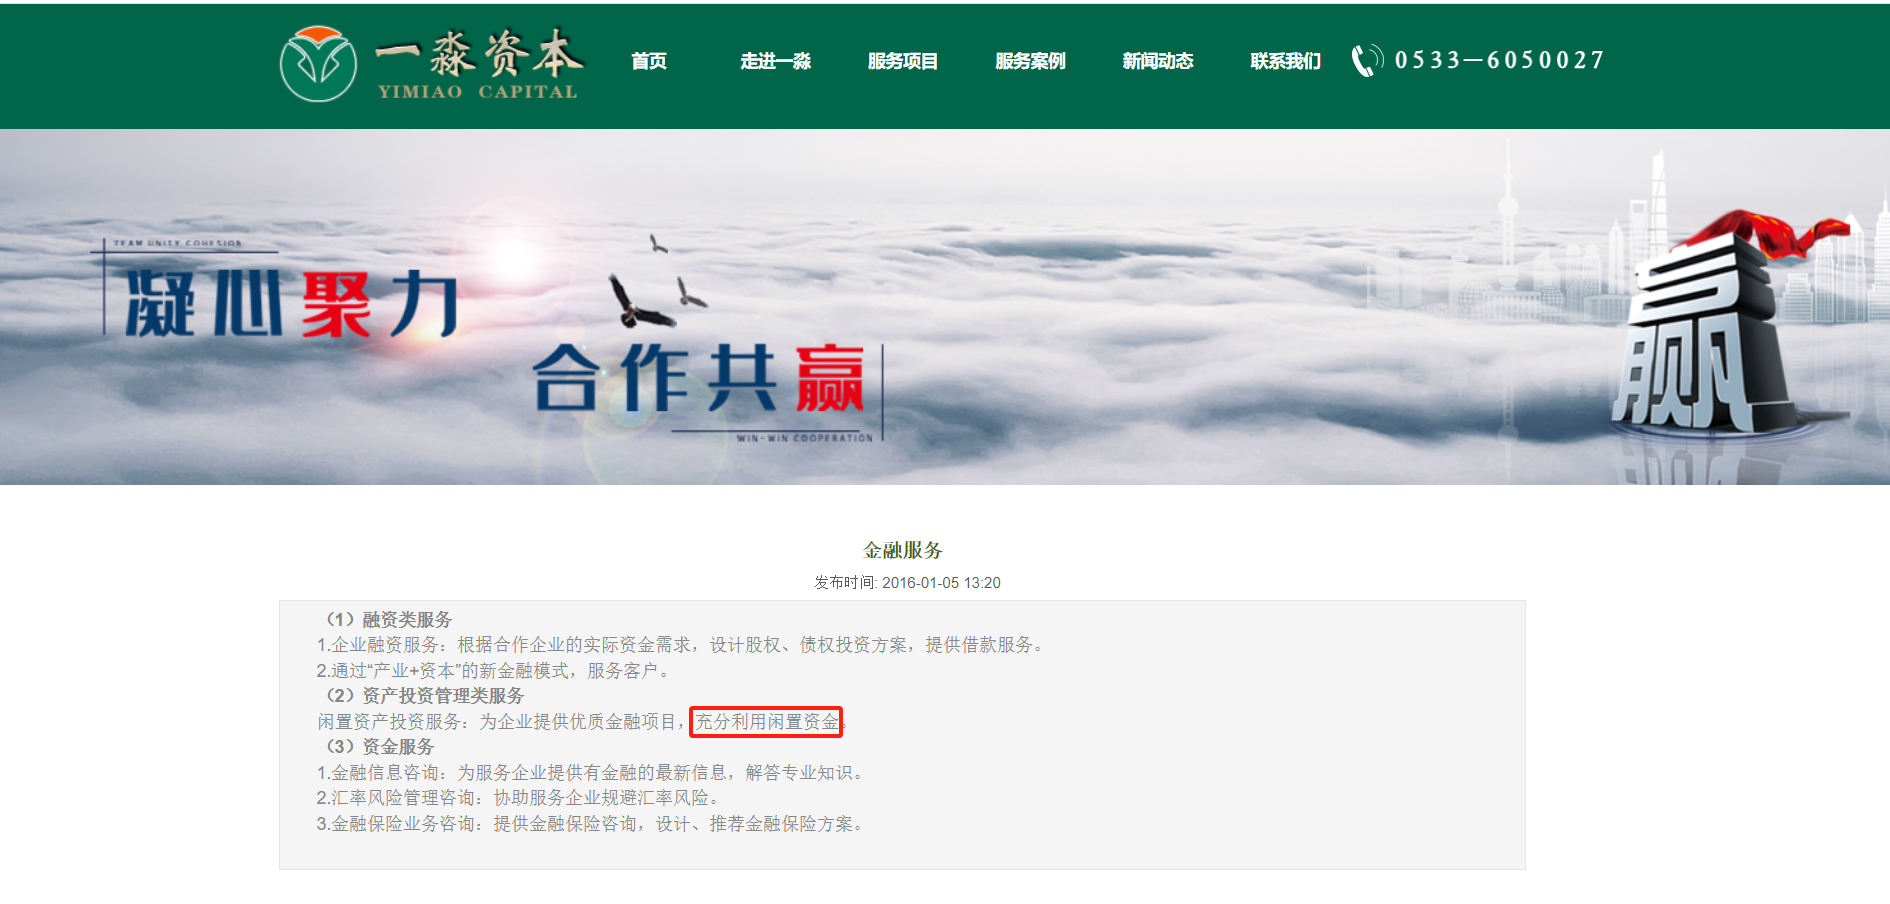 一淼资本
YIMIAO CAPITAL
首页
走进一淼
服务项目
服务案例
新闻动态
联系我们
0533—6050027
TEAM UNITY COHESION
凝心聚力
合作共赢
WIN-WIN COOPERATION
赢
金融服务
发布时间: 2016-01-05 13:20
（1）融资类服务
1.企业融资服务：根据合作企业的实际资金需求，设计股权、债权投资方案，提供借款服务。
2.通过“产业+资本”的新金融模式，服务客户。
（2）资产投资管理类服务
闲置资产投资服务：为企业提供优质金融项目，充分利用闲置资金。
（3）资金服务
1.金融信息咨询：为服务企业提供有金融的最新信息，解答专业知识。
2.汇率风险管理咨询：协助服务企业规避汇率风险。
3.金融保险业务咨询：提供金融保险咨询，设计、推荐金融保险方案。